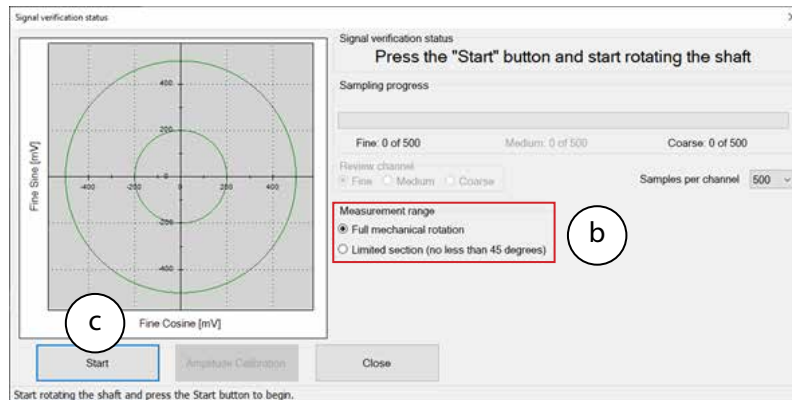 Signal verification status
Signal verification status
Press the "Start" button and start rotating the shaft
Sampling progress
Fine: 0 of 500 Medium: 0 of 500 Coarse: 0 of 500
Review channel
Fine Medium Coarse
Samples per channel 500
Measurement range
Full mechanical rotation
Limited section (no less than 45 degrees)
b
400
200
-400 -200 0 200 400
-200
-400
Fine Sine [mV]
Fine Cosine [mV]
c
Start Amplitude Calibration Close
Start rotating the shaft and press the Start button to begin.